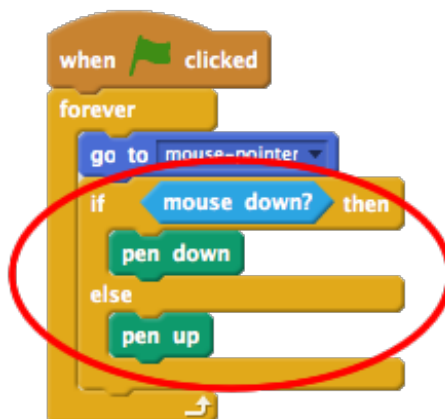 when clicked
forever
go to mouse-pointer
if mouse down? then
pen down
else
pen up